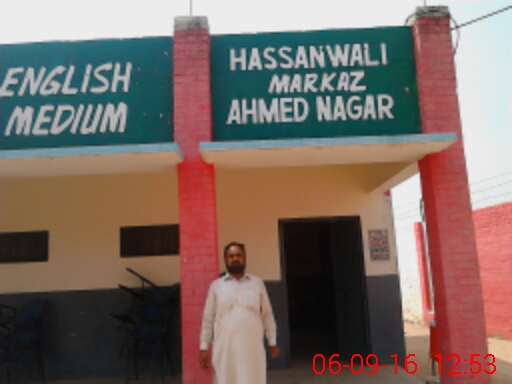 ENGLISH
MEDIUM
HASSANWALI
MARKAZ
AHMED NAGAR
06-09-16 12:53